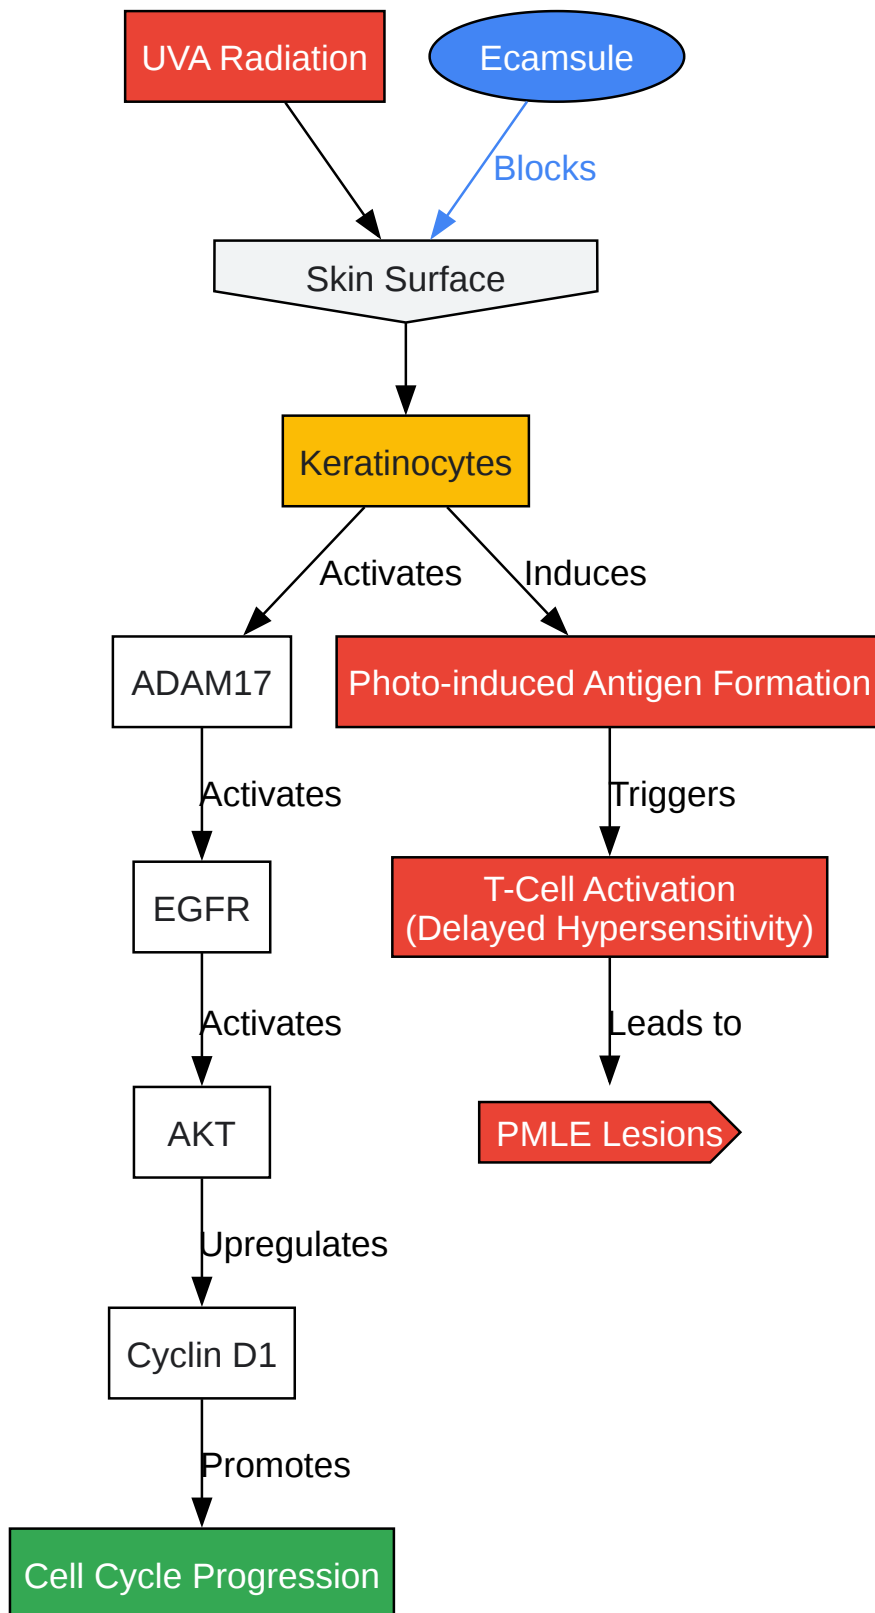 UVA Radiation
Ecamsule
Blocks
Skin Surface
Keratinocytes
Activates
Induces
ADAM17
Photo-induced Antigen Formation
Activates
Triggers
EGFR
T-Cell Activation
(Delayed Hypersensitivity)
Activates
Leads to
AKT
PMLE Lesions
Upregulates
Cyclin D1
Promotes
Cell Cycle Progression